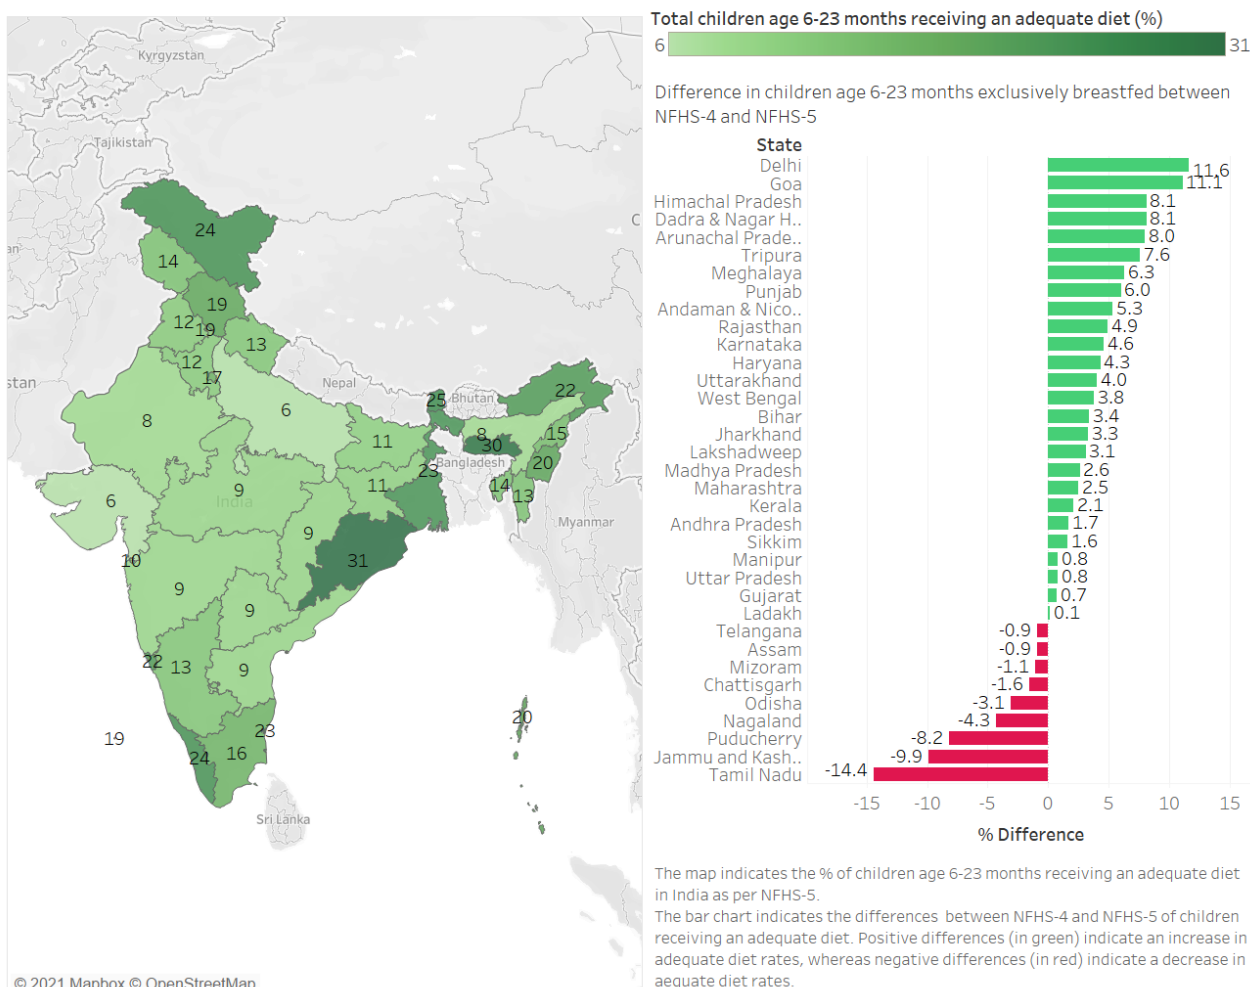 Kyrgyzstan
Tajikistan
an
stan
Nepal
Bhutan
Bangladesh
India
Myanmar
Sri Lanka
C
24
14
19
12
19
13
12
17
8
6
25
22
11
8
30
15
20
23
14
13
11
9
6
9
31
10
9
9
22
13
9
19
24
16
23
20
© 2021 Mapbox © OpenStreetMap
Total children age 6-23 months receiving an adequate diet (%)
6 31
Difference in children age 6-23 months exclusively breastfed between
NFHS-4 and NFHS-5
State
Delhi 11.6
Goa 11.1
Himachal Pradesh 8.1
Dadra & Nagar H.. 8.1
Arunachal Prade.. 8.0
Tripura 7.6
Meghalaya 6.3
Punjab 6.0
Andaman & Nico.. 5.3
Rajasthan 4.9
Karnataka 4.6
Haryana 4.3
Uttarakhand 4.0
West Bengal 3.8
Bihar 3.4
Jharkhand 3.3
Lakshadweep 3.1
Madhya Pradesh 2.6
Maharashtra 2.5
Kerala 2.1
Andhra Pradesh 1.7
Sikkim 1.6
Manipur 0.8
Uttar Pradesh 0.8
Gujarat 0.7
Ladakh 0.1
Telangana -0.9
Assam -0.9
Mizoram -1.1
Chattisgarh -1.6
Odisha -3.1
Nagaland -4.3
Puducherry -8.2
Jammu and Kash.. -9.9
Tamil Nadu -14.4
-15 -10 -5 0 5 10 15
% Difference
The map indicates the % of children age 6-23 months receiving an adequate diet
in India as per NFHS-5.
The bar chart indicates the differences between NFHS-4 and NFHS-5 of children
receiving an adequate diet. Positive differences (in green) indicate an increase in
adequate diet rates, whereas negative differences (in red) indicate a decrease in
aequate diet rates.